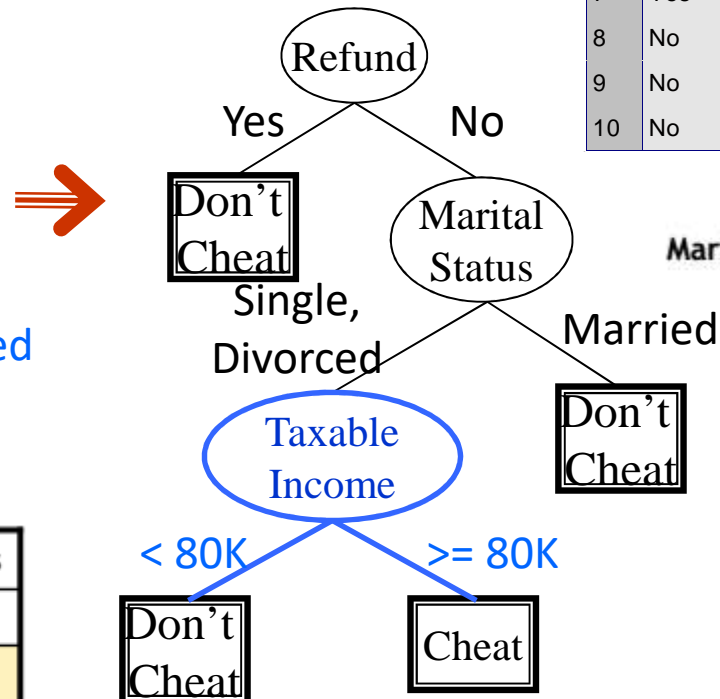 Refund
8 No
9 No
10 No
Yes
No
Don't
Cheat
Marital
Status
Single,
Divorced
Married
Taxable
Income
Don't
Cheat
< 80K
>= 80K
Don't
Cheat
Cheat